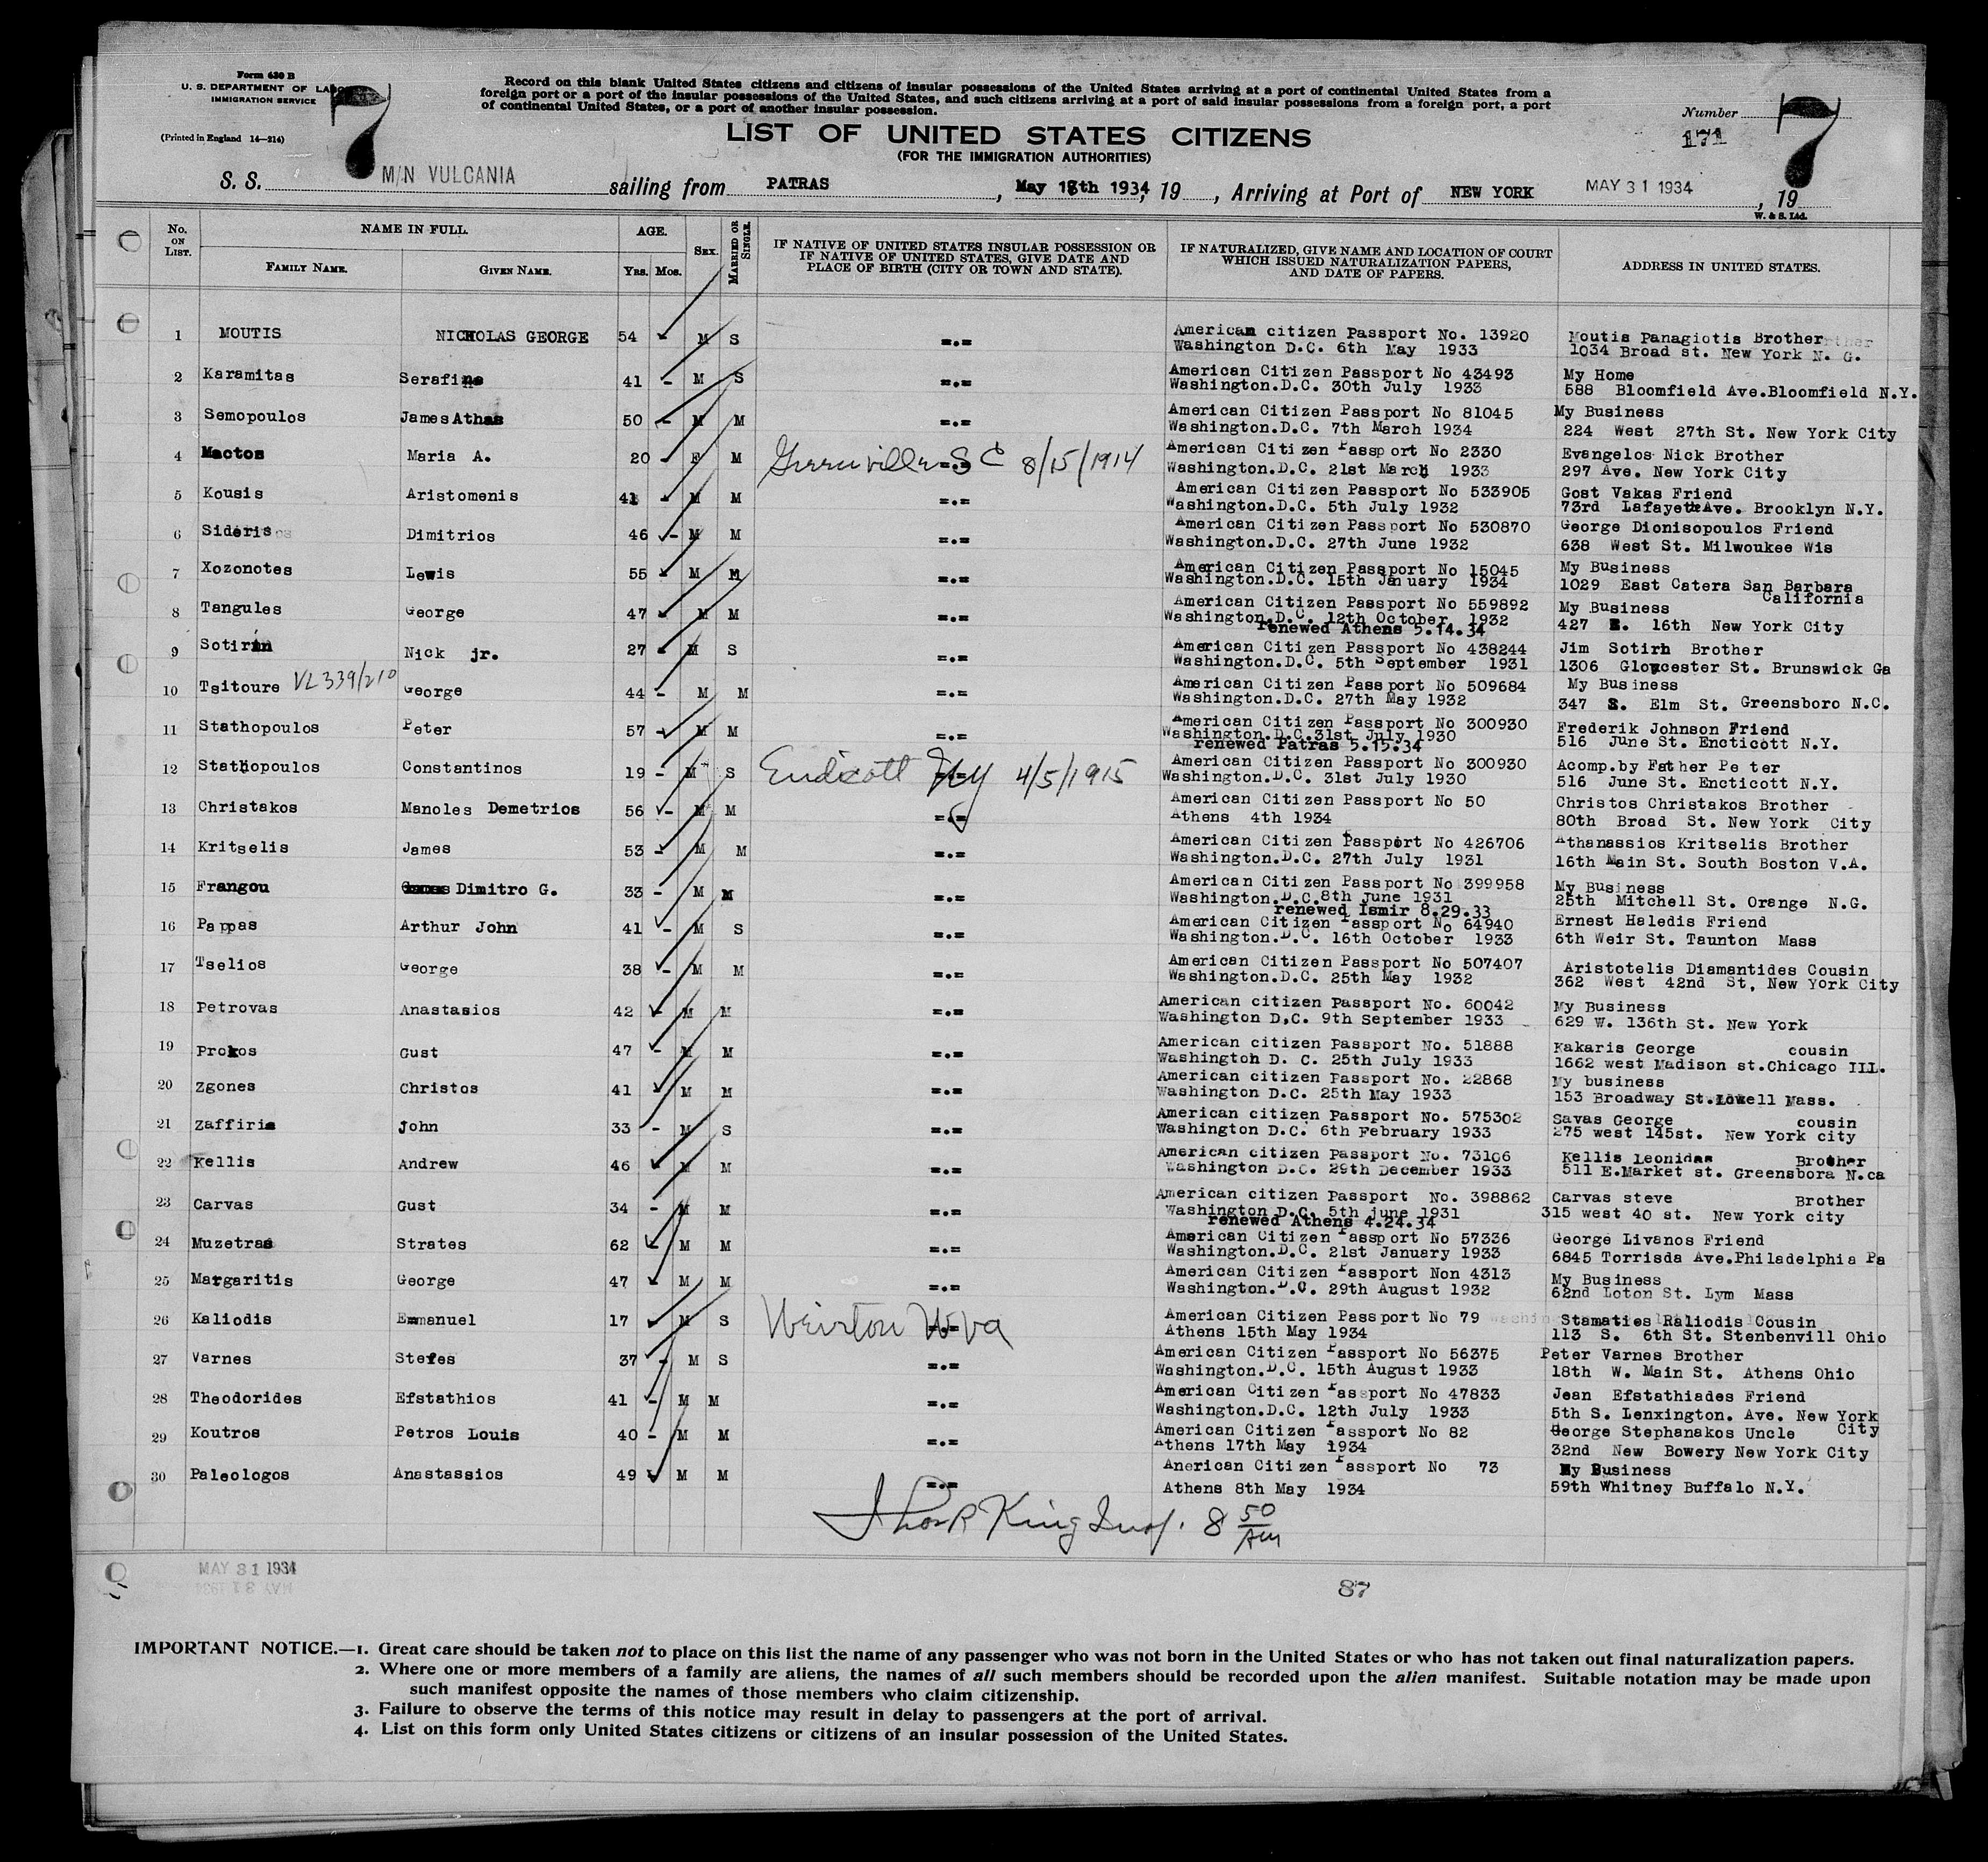 Form 630 B
U. S. DEPARTMENT OF LABOR
IMMIGRATION SERVICE
(Printed in England 14—214)
7
Record on this blank United States citizens and citizens of insular possessions of the United States arriving at a port of continental United States from a
foreign port or a port of the insular possessions of the United States, and such citizens arriving at a port of said insular possessions from a foreign port, a port
of continental United States, or a port of another insular possession.
LIST OF UNITED STATES CITIZENS
(FOR THE IMMIGRATION AUTHORITIES)
Number
171
7
S. S. M/N VULCANIA sailing from PATRAS, May 18th 1934, 19, Arriving at Port of NEW YORK MAY 31 1934, 19
W. & S. Ltd.
No. ON LIST. NAME IN FULL. FAMILY NAME. GIVEN NAME. AGE. Yrs. Mos. SEX. MARRIED OR SINGLE. IF NATIVE OF UNITED STATES INSULAR POSSESSION OR IF NATIVE OF UNITED STATES, GIVE DATE AND PLACE OF BIRTH (CITY OR TOWN AND STATE). IF NATURALIZED, GIVE NAME AND LOCATION OF COURT WHICH ISSUED NATURALIZATION PAPERS, AND DATE OF PAPERS. ADDRESS IN UNITED STATES.
1 MOUTIS NICHOLAS GEORGE 54 M S =.= American citizen Passport No. 13920 Moutis Panagiotis Brother
Washington D.C. 6th May 1933 1034 Broad st. New York N. G.
2 Karamitas Serafine 41 - M S =.= American Citizen Passport No 43493 My Home
Washington.D.C. 30th July 1933 588 Bloomfield Ave.Bloomfield N.Y.
3 Semopoulos James Athas 50 - M M =.= American Citizen Passport No 81045 My Business
Washington.D.C. 7th March 1934 224 West 27th St. New York City
4 Mactos Maria A. 20 F M Greenville S C 8/15/1914 American Citizen Passport No 2330 Evangelos Nick Brother
Washington.D.C. 21st March 1933 297 Ave. New York City
5 Kousis Aristomenis 41 M M =.= American Citizen Passport No 533905 Gost Vakas Friend
Washington.D.C. 5th July 1932 73rd Lafayette Ave. Brooklyn N.Y.
6 Sideris Dimitrios 46 - M M =.= American Citizen Passport No 530870 George Dionisopoulos Friend
Washington.D.C. 27th June 1932 638 West St. Milwoukee Wis
7 Xozonotes Lewis 55 M M =.= American Citizen Passport No 15045 My Business
Washington.D.C. 15th January 1934 1029 East Catera San Barbara
California
8 Tangules George 47 M M =.= American Citizen Passport No 559892 My Business
Washington.D.C. 12th October 1932 427 E. 16th New York City
renewed Athens 5.14.34
9 Sotirin Nick jr. 27 M S =.= American Citizen Passport No 438244 Jim Sotirh Brother
Washington.D.C. 5th September 1931 1306 Gloucester St. Brunswick Ga
10 Tsitoure VL339/210 George 44 - M M =.= American Citizen Passport No 509684 My Business
Washington.D.C. 27th May 1932 347 S. Elm St. Greensboro N.C.
11 Stathopoulos Peter 57 - M M =.= American Citizen Passport No 300930 Frederik Johnson Friend
Washington.D.C.31st July 1930 516 June St. Encticott N.Y.
renewed Patras 5.15.34
12 Stathopoulos Constantinos 19 - M S Endicott N Y 4/5/1915 American Citizen Passport No 300930 Acomp.by Father Peter
Washington.D.C. 31st July 1930 516 June St. Encticott N.Y.
13 Christakos Manoles Demetrios 56 - M M =.= American Citizen Passport No 50 Christos Christakos Brother
Athens 4th 1934 80th Broad St. New York City
14 Kritselis James 53 - M M =.= American Citizen Passport No 426706 Athanassios Kritselis Brother
Washington.D.C. 27th July 1931 16th Main St. South Boston V.A.
15 Frangou Dimitro G. 33 - M M =.= American Citizen Passport No 399958 My Business
Washington.D.C.8th June 1931 25th Mitchell St. Orange N.G.
renewed Ismir 8.29.33
16 Pappas Arthur John 41 - M S =.= American Citizen Passport No 64940 Ernest Haledis Friend
Washington.D.C. 16th October 1933 6th Weir St. Taunton Mass
17 Tselios George 38 - M M =.= American Citizen Passport No 507407 Aristotelis Diamantides Cousin
Washington.D.C. 25th May 1932 362 West 42nd St, New York City
18 Petrovas Anastasios 42 - M M =.= American citizen Passport No. 60042 My Business
Washington D,C. 9th September 1933 629 W. 136th St. New York
19 Prokos Gust 47 - M M =.= American citizen Passport No. 51888 Kakaris George cousin
Washington D. C. 25th July 1933 1662 west Madison st.Chicago ILL.
20 Zgones Christos 41 M M =.= American citizen Passport No. 22868 My business
Washington D.C. 25th May 1933 153 Broadway St.Lowell Mass.
21 Zaffiris John 33 - M S =.= American citizen Passport No. 575302 Savas George cousin
Washington D.C. 6th February 1933 275 west 145st. New York city
22 Kellis Andrew 46 M M =.= American citizen Passport No. 73106 Kellis Leonidas Brother
Washington D.C. 29th December 1933 511 E.Market st. Greensbora N.ca
23 Carvas Gust 34 - M M =.= American citizen Passport No. 398862 Carvas steve Brother
Washington D.C. 5th june 1931 315 west 40 st. New York city
renewed Athens 4.24.34
24 Muzetras Strates 62 M M =.= American Citizen Passport No 57336 George Livanos Friend
Washington.D.C. 21st January 1933 6845 Torrisda Ave.Philadelphia Pa
25 Margaritis George 47 M M =.= American Citizen Passport Non 4313 My Business
Washington.D.C. 29th August 1932 62nd Loton St. Lym Mass
26 Kaliodis Emmanuel 17 M S Weirton W Va American Citizen Passport No 79 Stamaties Raliodis Cousin
Athens 15th May 1934 113 S. 6th St. Stenbenvill Ohio
27 Varnes Stefes 37 - M S =.= American Citizen Passport No 56375 Peter Varnes Brother
Washington.D.C. 15th August 1933 18th W. Main St. Athens Ohio
28 Theodorides Efstathios 41 - M M =.= American Citizen Passport No 47833 Jean Efstathiades Friend
Washington.D.C. 12th July 1933 5th S. Lenxington. Ave. New York
City
29 Koutros Petros Louis 40 - M M =.= American Citizen Passport No 82 George Stephanakos Uncle
Athens 17th May 1934 32nd New Bowery New York City
30 Paleologos Anastassios 49 M M =.= Anerican Citizen Passport No 73 My Business
Athens 8th May 1934 59th Whitney Buffalo N.Y.
King Insp. 8 50 AM
MAY 31 1934
87
IMPORTANT NOTICE.—1. Great care should be taken not to place on this list the name of any passenger who was not born in the United States or who has not taken out final naturalization papers.
2. Where one or more members of a family are aliens, the names of all such members should be recorded upon the alien manifest. Suitable notation may be made upon
such manifest opposite the names of those members who claim citizenship.
3. Failure to observe the terms of this notice may result in delay to passengers at the port of arrival.
4. List on this form only United States citizens or citizens of an insular possession of the United States.